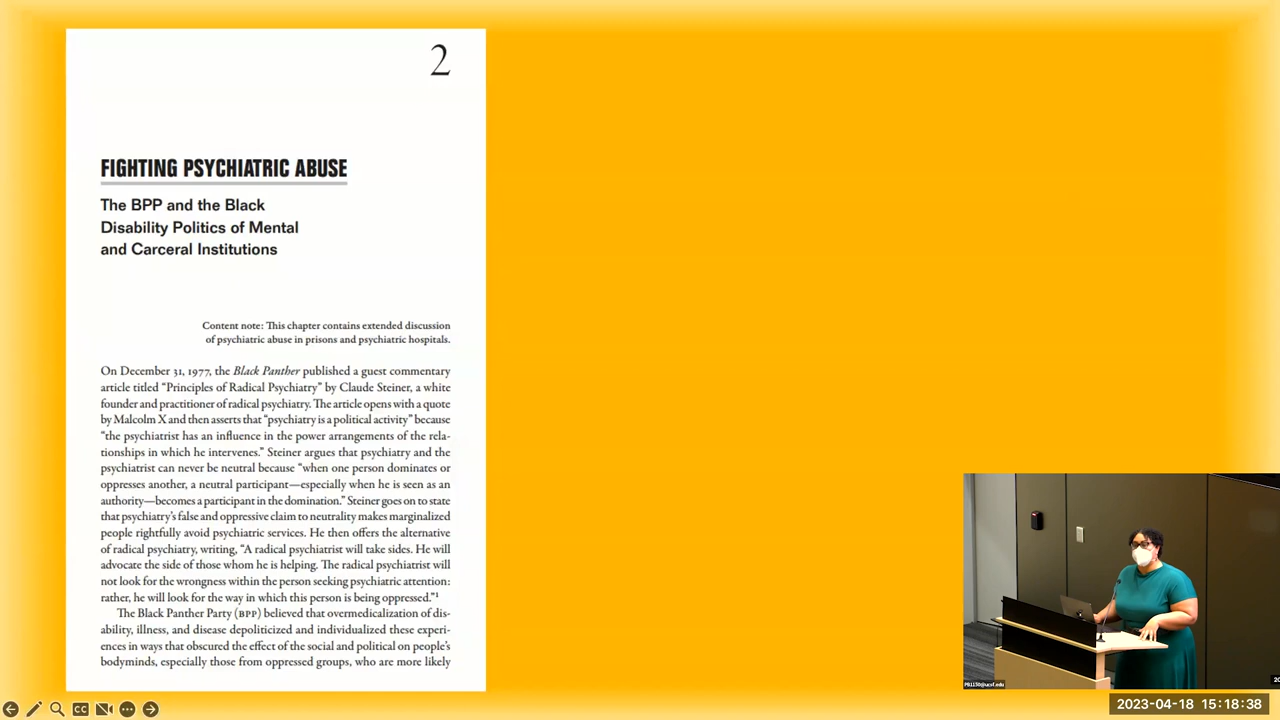 2
FIGHTING PSYCHIATRIC ABUSE
The BPP and the Black
Disability Politics of Mental
and Carceral Institutions
Content note: This chapter contains extended discussion
of psychiatric abuse in prisons and psychiatric hospitals.
On December 31, 1977, the Black Panther published a guest commentary
article titled “Principles of Radical Psychiatry” by Claude Steiner, a white
founder and practitioner of radical psychiatry. The article opens with a quote
by Malcolm X and then asserts that “psychiatry is a political activity” because
“the psychiatrist has an influence in the power arrangements of the rela-
tionships in which he intervenes.” Steiner argues that psychiatry and the
psychiatrist can never be neutral because “when one person dominates or
oppresses another, a neutral participant—especially when he is seen as an
authority—becomes a participant in the domination.” Steiner goes on to state
that psychiatry’s false and oppressive claim to neutrality makes marginalized
people rightfully avoid psychiatric services. He then offers the alternative
of radical psychiatry, writing, “A radical psychiatrist will take sides. He will
advocate the side of those whom he is helping. The radical psychiatrist will
not look for the wrongness within the person seeking psychiatric attention:
rather, he will look for the way in which this person is being oppressed.”1
The Black Panther Party (BPP) believed that overmedicalization of dis-
ability, illness, and disease depoliticized and individualized these experi-
ences in ways that obscured the effect of the social and political on people’s
bodyminds, especially those from oppressed groups, who are more likely
CC
2023-04-18 15:18:38